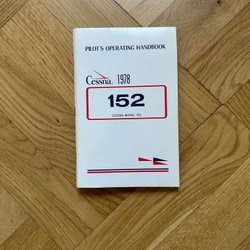 PILOT'S OPERATING HANDBOOK
Cessna 1978
152
CESSNA MODEL 152